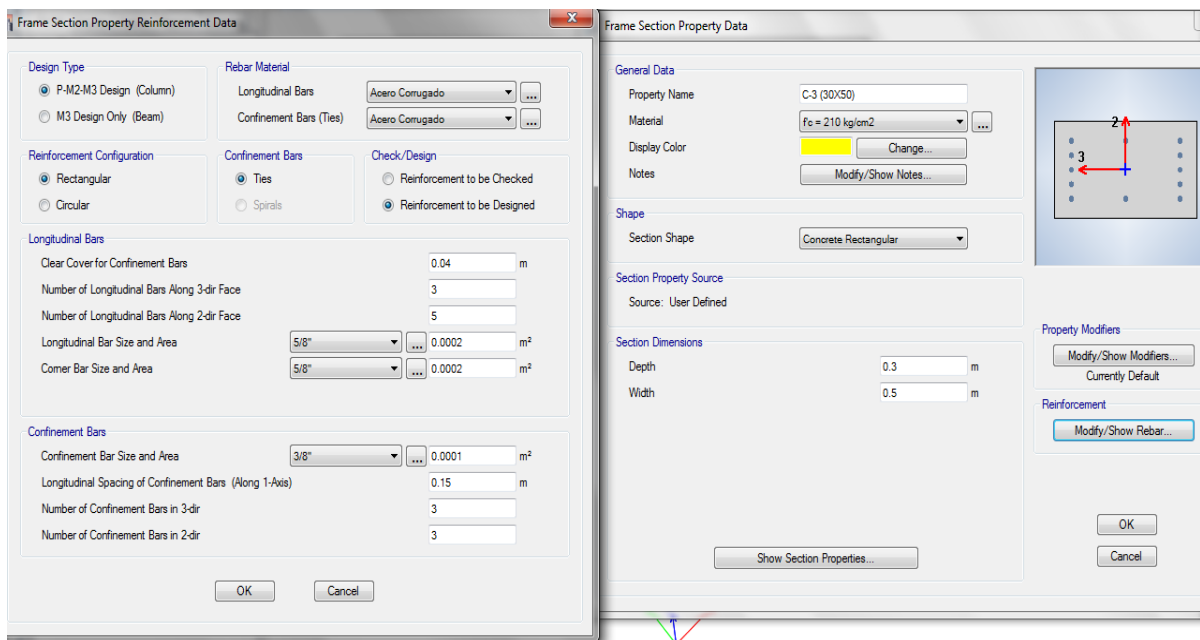 Frame Section Property Reinforcement Data
X
Design Type
P-M2-M3 Design (Column)
M3 Design Only (Beam)
Rebar Material
Longitudinal Bars
Acero Corrugado
...
Confinement Bars (Ties)
Acero Corrugado
...
Reinforcement Configuration
Rectangular
Circular
Confinement Bars
Ties
Spirals
Check/Design
Reinforcement to be Checked
Reinforcement to be Designed
Longitudinal Bars
Clear Cover for Confinement Bars 0.04 m
Number of Longitudinal Bars Along 3-dir Face 3
Number of Longitudinal Bars Along 2-dir Face 5
Longitudinal Bar Size and Area 5/8" ... 0.0002 m²
Corner Bar Size and Area 5/8" ... 0.0002 m²
Confinement Bars
Confinement Bar Size and Area 3/8" ... 0.0001 m²
Longitudinal Spacing of Confinement Bars (Along 1-Axis) 0.15 m
Number of Confinement Bars in 3-dir 3
Number of Confinement Bars in 2-dir 3
OK Cancel
Frame Section Property Data
General Data
Property Name C-3 (30X50)
Material f'c = 210 kg/cm2 ...
Display Color Change...
Notes Modify/Show Notes...
Shape
Section Shape Concrete Rectangular
Section Property Source
Source: User Defined
Section Dimensions
Depth 0.3 m
Width 0.5 m
Show Section Properties...
2
3
Property Modifiers
Modify/Show Modifiers...
Currently Default
Reinforcement
Modify/Show Rebar...
OK
Cancel